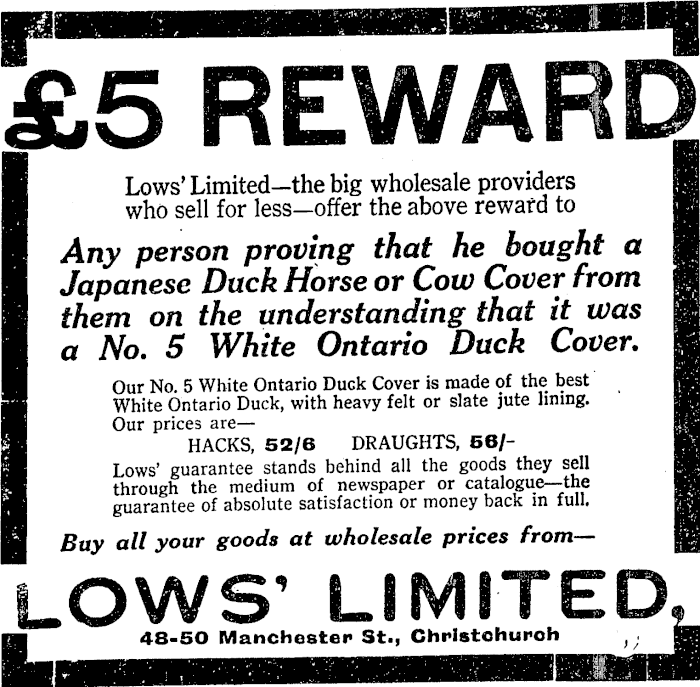 £5 REWARD
Lows' Limited—the big wholesale providers
who sell for less—offer the above reward to
Any person proving that he bought a
Japanese Duck Horse or Cow Cover from
them on the understanding that it was
a No. 5 White Ontario Duck Cover.
Our No. 5 White Ontario Duck Cover is made of the best
White Ontario Duck, with heavy felt or slate jute lining.
Our prices are—
HACKS, 52/6 DRAUGHTS, 56/-
Lows' guarantee stands behind all the goods they sell
through the medium of newspaper or catalogue—the
guarantee of absolute satisfaction or money back in full.
Buy all your goods at wholesale prices from—
LOWS' LIMITED,
48-50 Manchester St., Christchurch